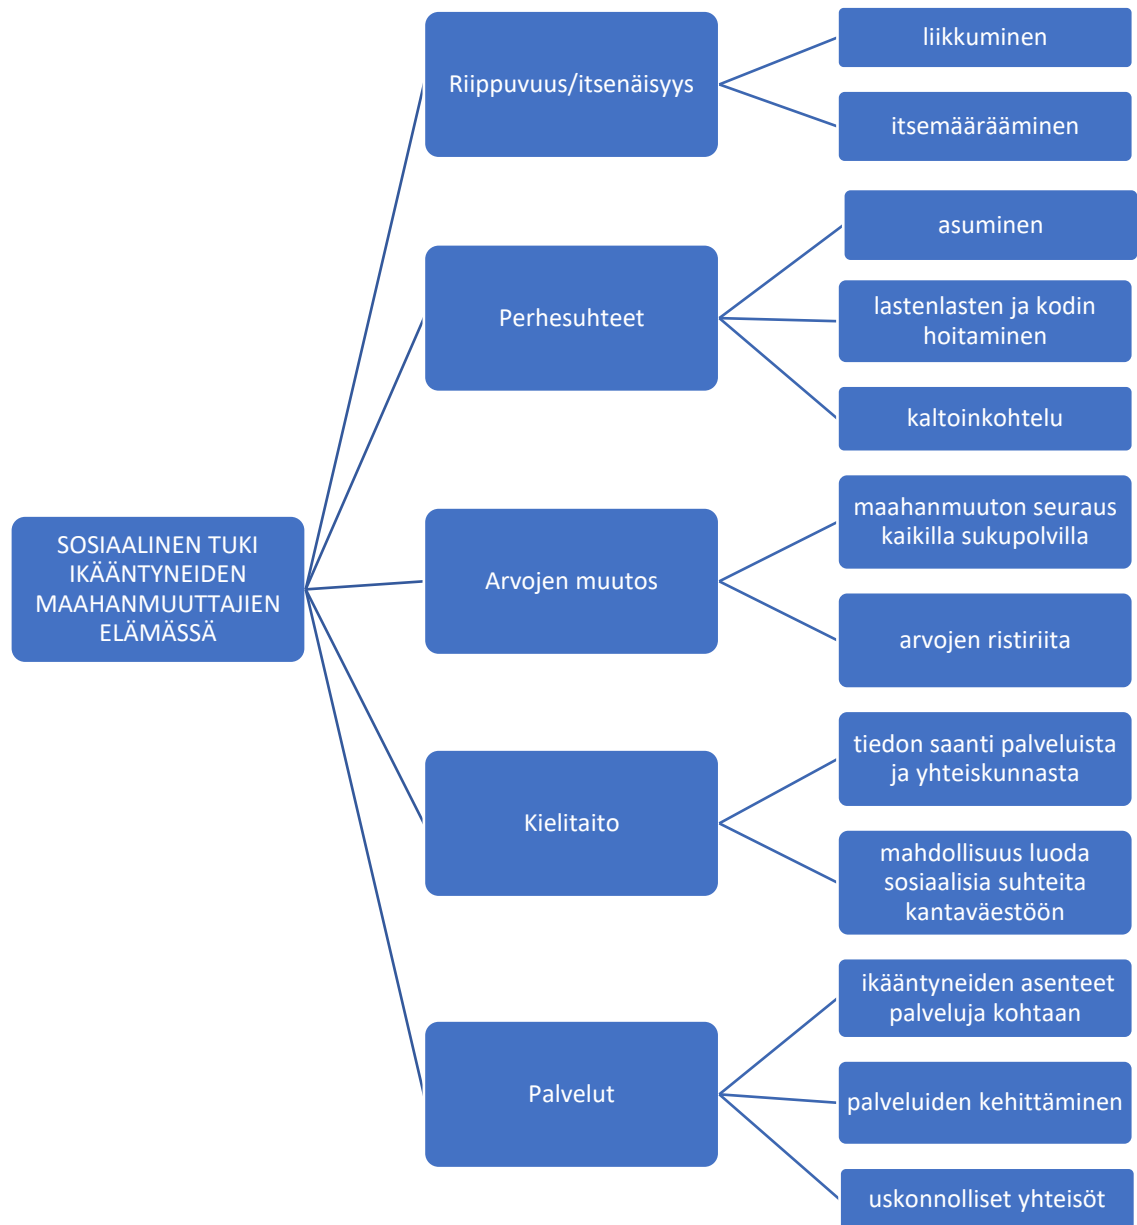 SOSIAALINEN TUKI
IKÄÄNTYNEIDEN
MAAHANMUUTTAJIEN
ELÄMÄSSÄ
Riippuvuus/itsenäisyys
liikkuminen
itsemäärääminen
Perhesuhteet
asuminen
lastenlasten ja kodin
hoitaminen
kaltoinkohtelu
Arvojen muutos
maahanmuuton seuraus
kaikilla sukupolvilla
arvojen ristiriita
Kielitaito
tiedon saanti palveluista
ja yhteiskunnasta
mahdollisuus luoda
sosiaalisia suhteita
kantaväestöön
Palvelut
ikääntyneiden asenteet
palveluja kohtaan
palveluiden kehittäminen
uskonnolliset yhteisöt